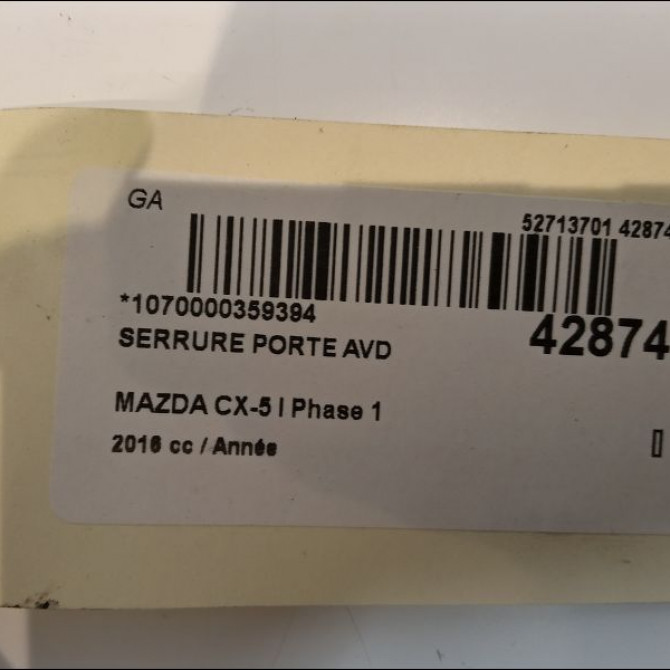 GA
52713701 42874
*1070000359394
42874
SERRURE PORTE AVD
MAZDA CX-5 I Phase 1
2016 cc / Année